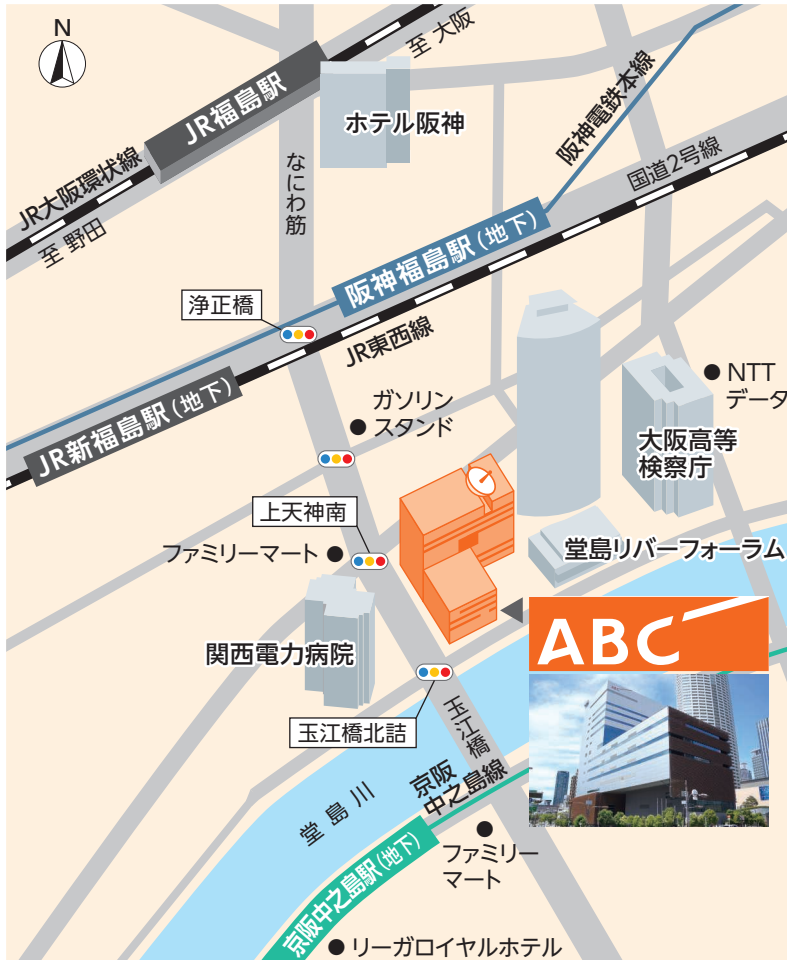 N
至 大阪
JR福島駅
ホテル阪神
阪神電鉄本線
JR大阪環状線
至 野田
なにわ筋
国道2号線
阪神福島駅(地下)
浄正橋
JR東西線
JR新福島駅(地下)
ガソリン
スタンド
NTT
データ
大阪高等
検察庁
上天神南
ファミリーマート
堂島リバーフォーラム
ABC
関西電力病院
玉江橋北詰
玉江橋
京阪
中之島線
堂島川
ファミリー
マート
京阪中之島駅(地下)
リーガロイヤルホテル